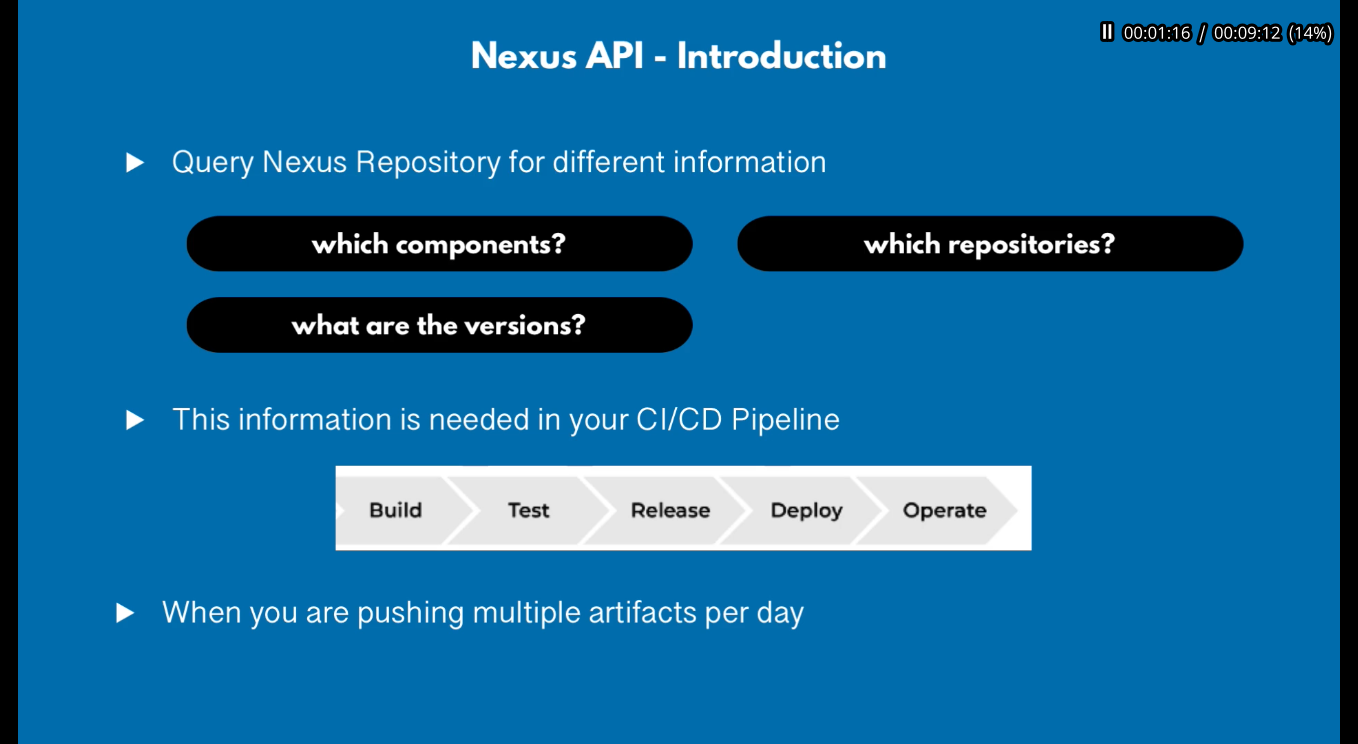 00:01:16 / 00:09:12 (14%)
Nexus API - Introduction
Query Nexus Repository for different information
which components?
which repositories?
what are the versions?
This information is needed in your CI/CD Pipeline
Build
Test
Release
Deploy
Operate
When you are pushing multiple artifacts per day